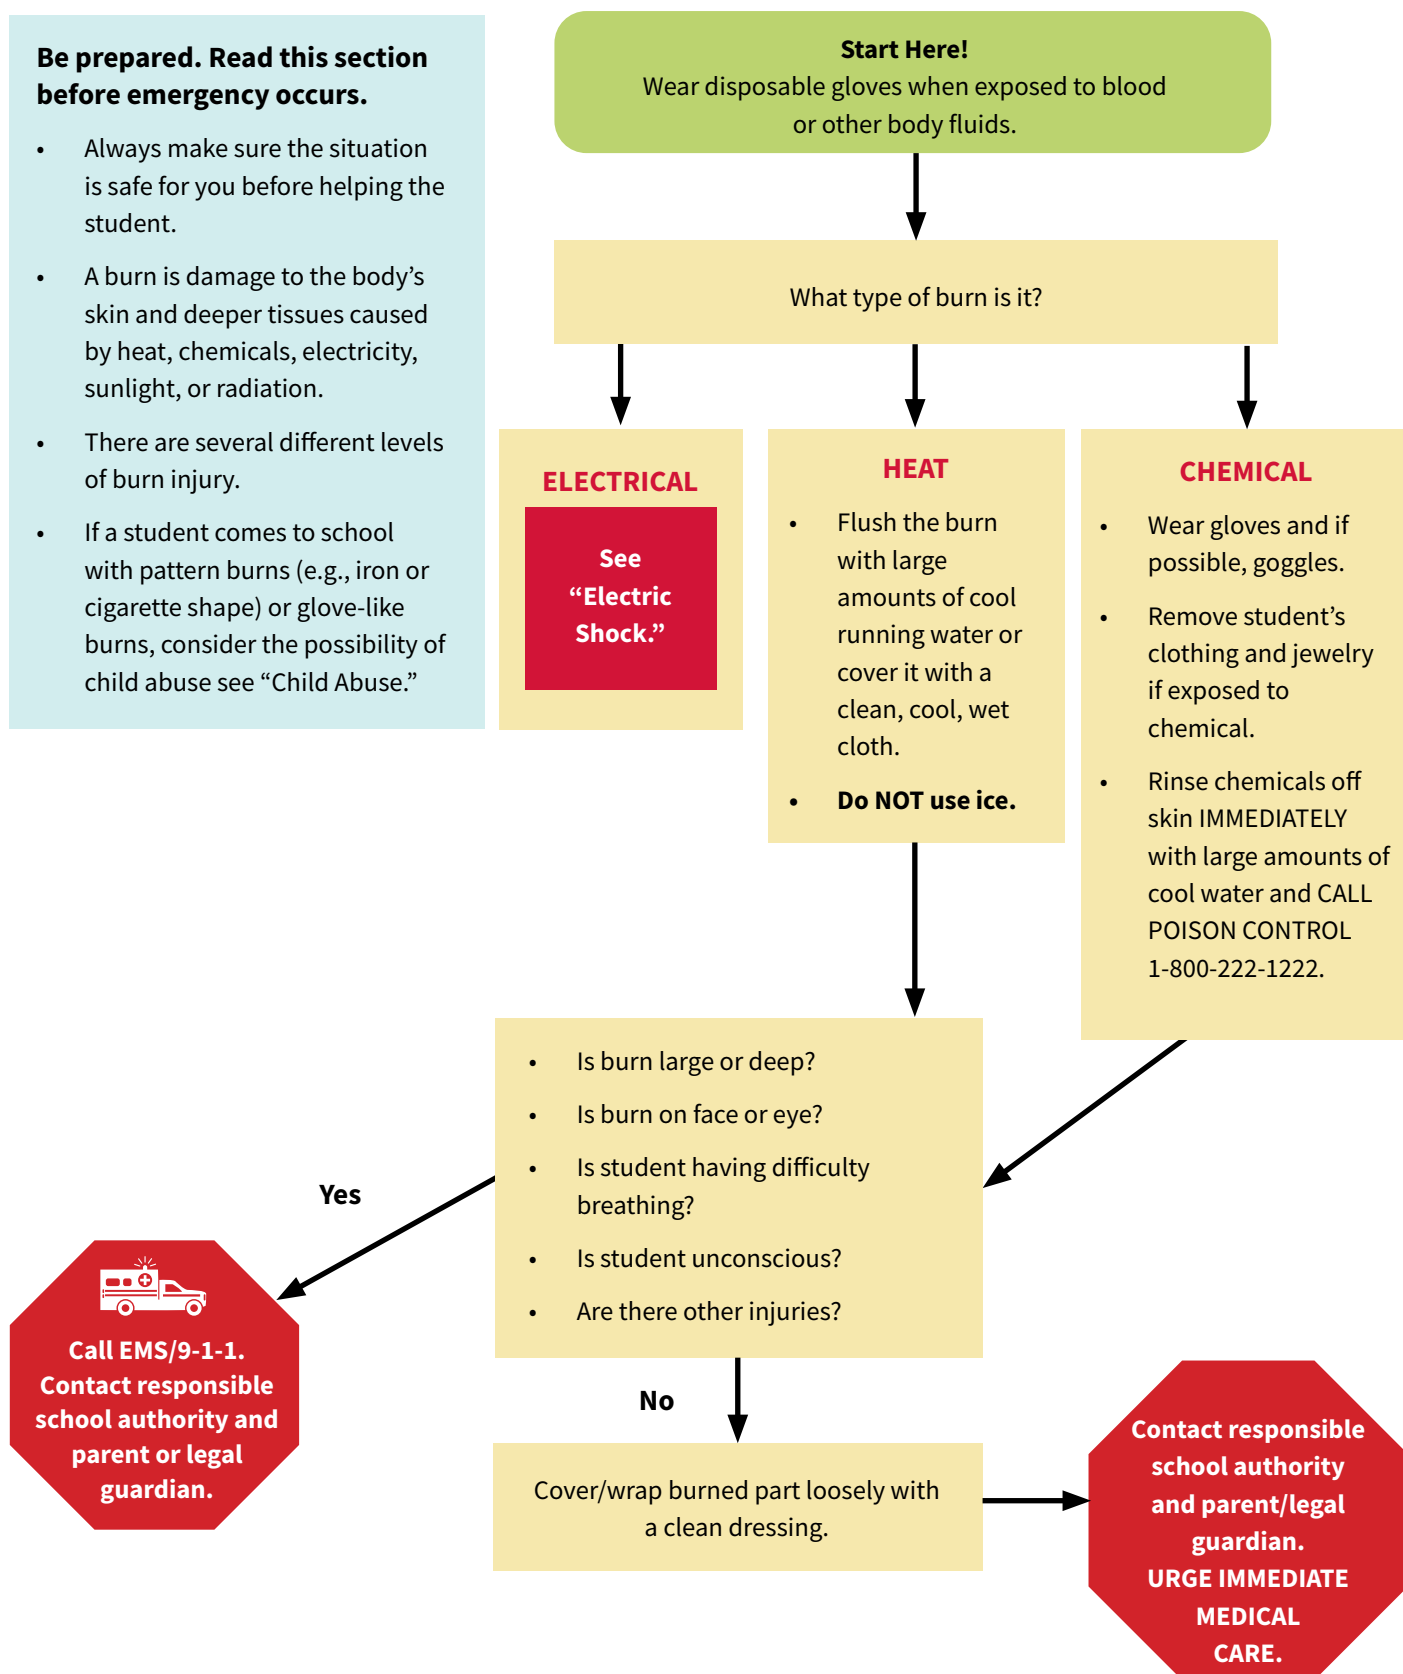 Be prepared. Read this section
before emergency occurs.
• Always make sure the situation
is safe for you before helping the
student.
• A burn is damage to the body’s
skin and deeper tissues caused
by heat, chemicals, electricity,
sunlight, or radiation.
• There are several different levels
of burn injury.
• If a student comes to school
with pattern burns (e.g., iron or
cigarette shape) or glove-like
burns, consider the possibility of
child abuse see “Child Abuse.”
Start Here!
Wear disposable gloves when exposed to blood
or other body fluids.
What type of burn is it?
ELECTRICAL
See
“Electric
Shock.”
HEAT
• Flush the burn
with large
amounts of cool
running water or
cover it with a
clean, cool, wet
cloth.
• Do NOT use ice.
CHEMICAL
• Wear gloves and if
possible, goggles.
• Remove student’s
clothing and jewelry
if exposed to
chemical.
• Rinse chemicals off
skin IMMEDIATELY
with large amounts of
cool water and CALL
POISON CONTROL
1-800-222-1222.
• Is burn large or deep?
• Is burn on face or eye?
• Is student having difficulty
breathing?
• Is student unconscious?
• Are there other injuries?
Yes
Call EMS/9-1-1.
Contact responsible
school authority and
parent or legal
guardian.
No
Cover/wrap burned part loosely with
a clean dressing.
Contact responsible
school authority
and parent/legal
guardian.
URGE IMMEDIATE
MEDICAL
CARE.